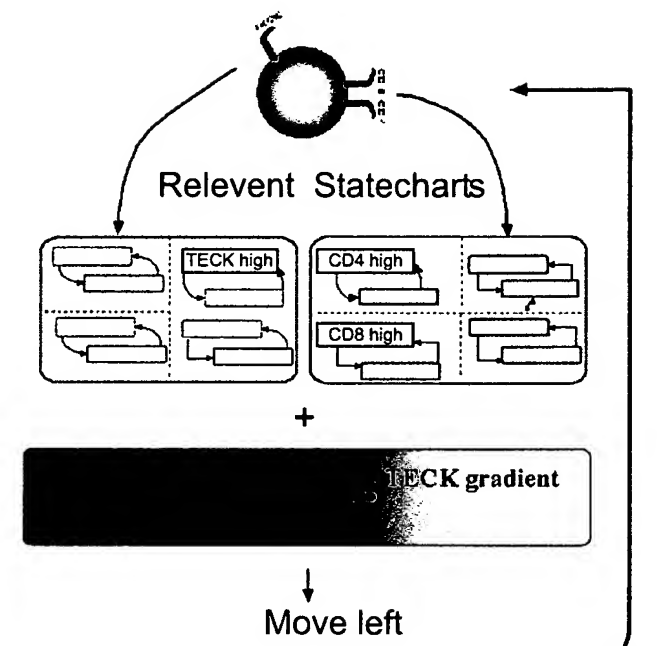 Relevent Statecharts
TECK high
CD4 high
CD8 high
+
TECK gradient
Move left